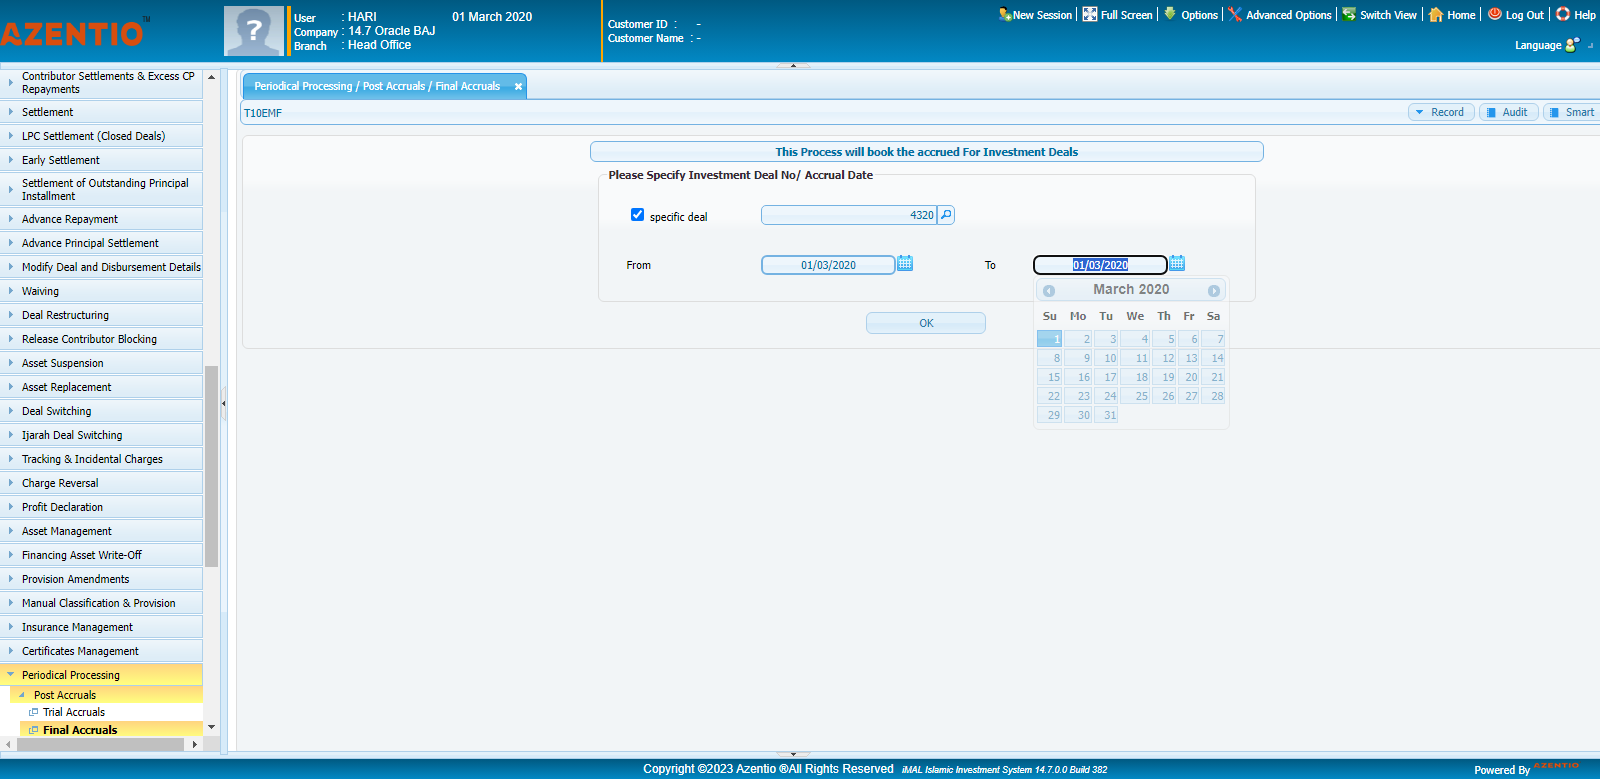 AZENTIO TM
User : HARI 01 March 2020
Company : 14.7 Oracle BAJ
Branch : Head Office
Customer ID : -
Customer Name : -
New Session Full Screen Options Advanced Options Switch View Home Log Out Help
Language
Contributor Settlements & Excess CP
Repayments
Settlement
LPC Settlement (Closed Deals)
Early Settlement
Settlement of Outstanding Principal
Installment
Advance Repayment
Advance Principal Settlement
Modify Deal and Disbursement Details
Waiving
Deal Restructuring
Release Contributor Blocking
Asset Suspension
Asset Replacement
Deal Switching
Ijarah Deal Switching
Tracking & Incidental Charges
Charge Reversal
Profit Declaration
Asset Management
Financing Asset Write-Off
Provision Amendments
Manual Classification & Provision
Insurance Management
Certificates Management
Periodical Processing
Post Accruals
Trial Accruals
Final Accruals
Periodical Processing / Post Accruals / Final Accruals
T10EMF
Record Audit Smart
This Process will book the accrued For Investment Deals
Please Specify Investment Deal No/ Accrual Date
specific deal 4320
From 01/03/2020 To 01/03/2020
March 2020
Su Mo Tu We Th Fr Sa
1 2 3 4 5 6 7
8 9 10 11 12 13 14
15 16 17 18 19 20 21
22 23 24 25 26 27 28
29 30 31
OK
Copyright ©2023 Azentio ®All Rights Reserved iMAL Islamic Investment System 14.7.0.0 Build 382
Powered By AZENTIO